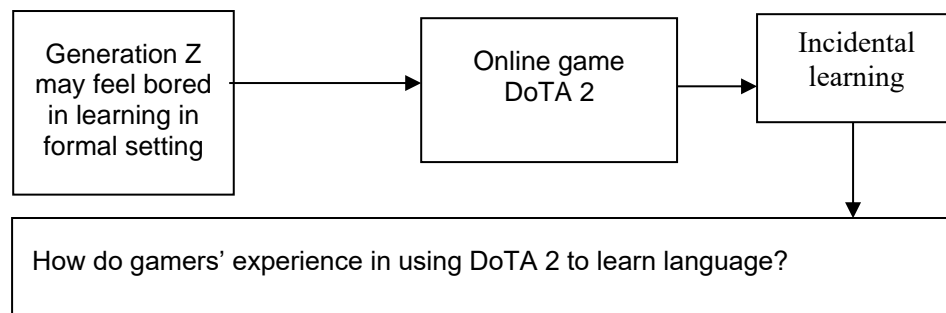 Generation Z
may feel bored
in learning in
formal setting
Online game
DoTA 2
Incidental
learning
How do gamers’ experience in using DoTA 2 to learn language?